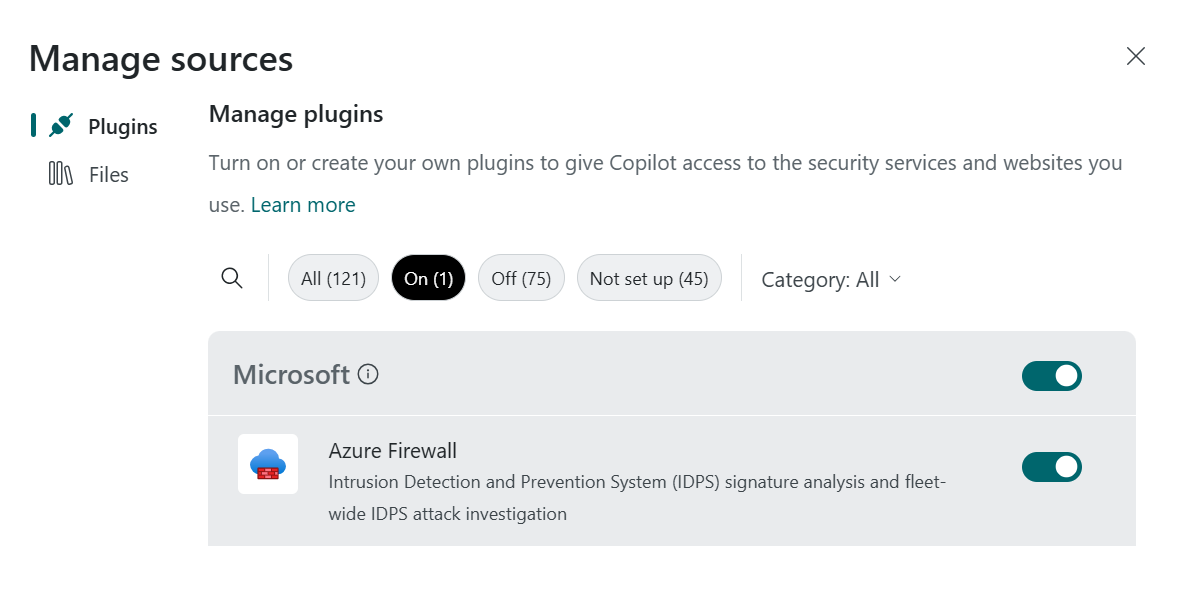 Manage sources
Plugins
Files
Manage plugins
Turn on or create your own plugins to give Copilot access to the security services and websites you
use. Learn more
All (121)
On (1)
Off (75)
Not set up (45)
Category: All
Microsoft
Azure Firewall
Intrusion Detection and Prevention System (IDPS) signature analysis and fleet-
wide IDPS attack investigation